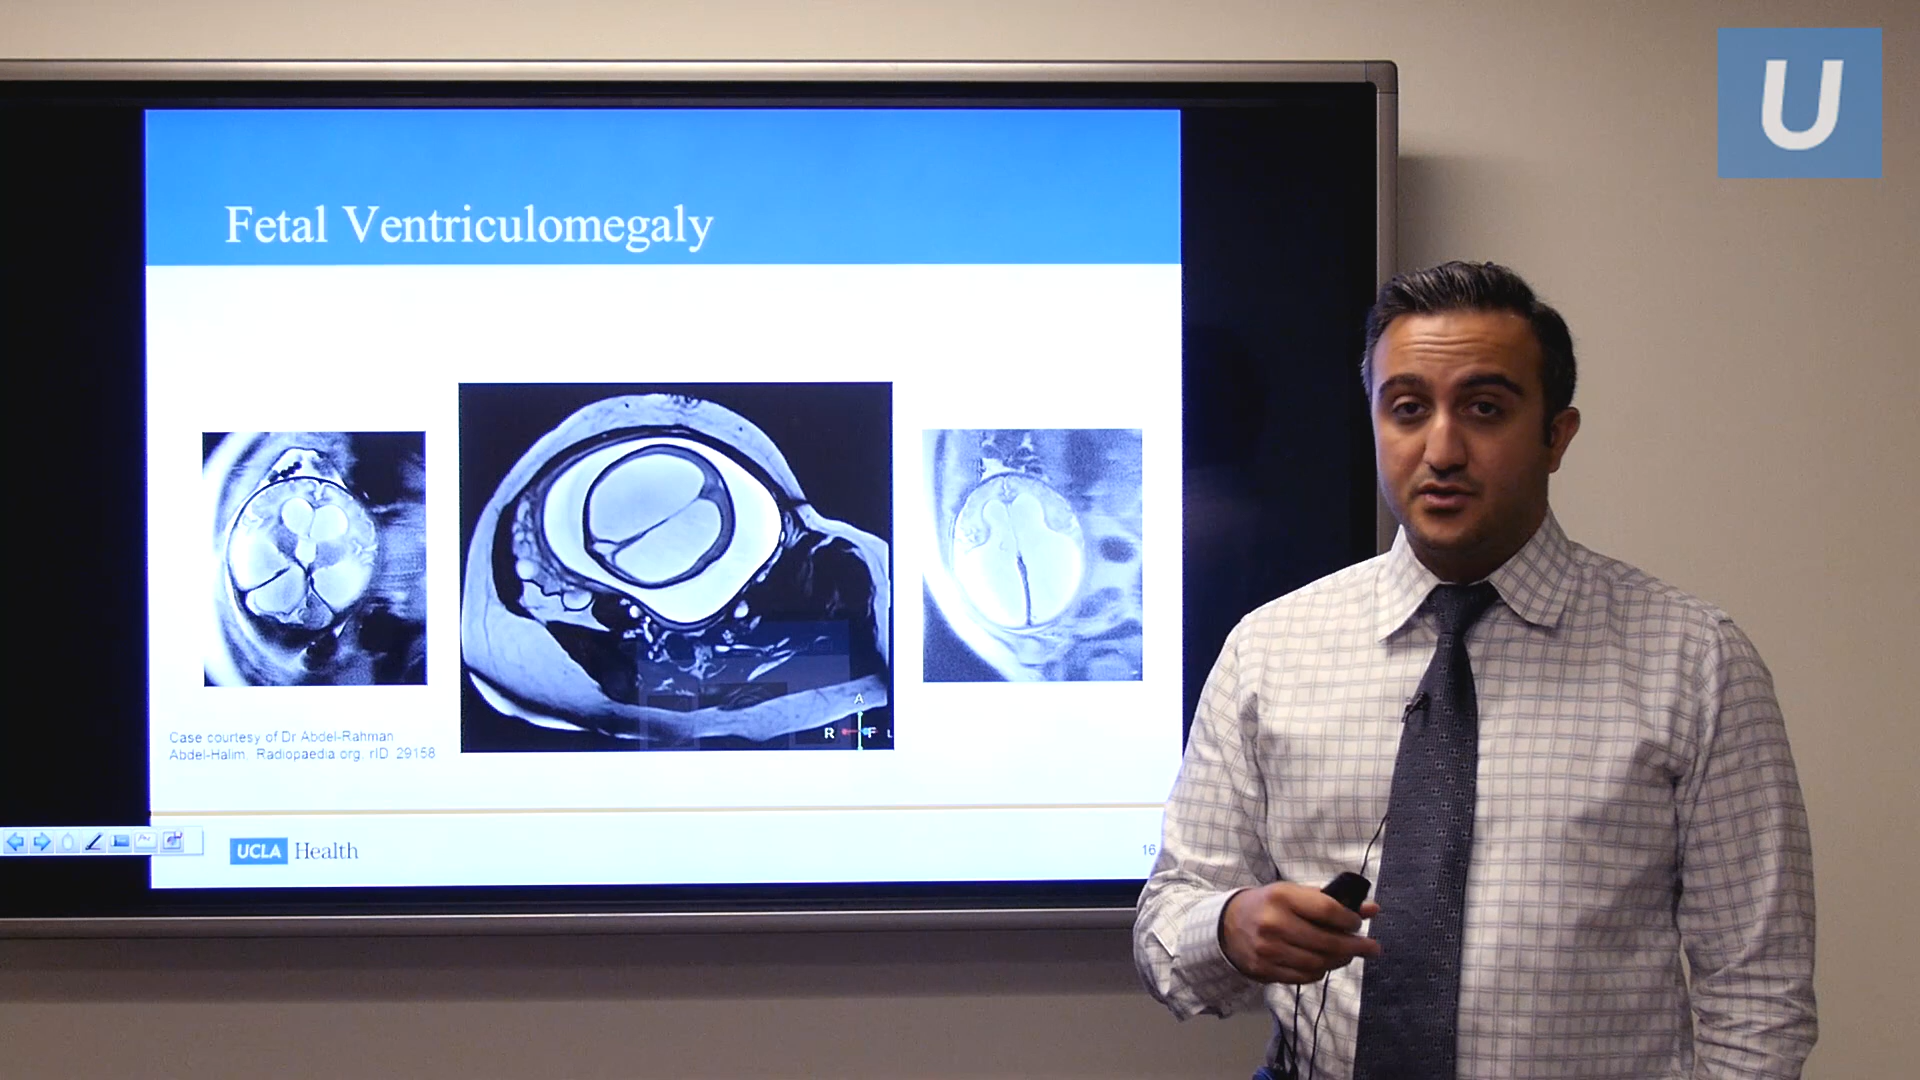 U
Fetal Ventriculomegaly
A
R F L
Case courtesy of Dr Abdel-Rahman
Abdel-Halim, Radiopaedia.org, rID 29158
UCLA Health
16